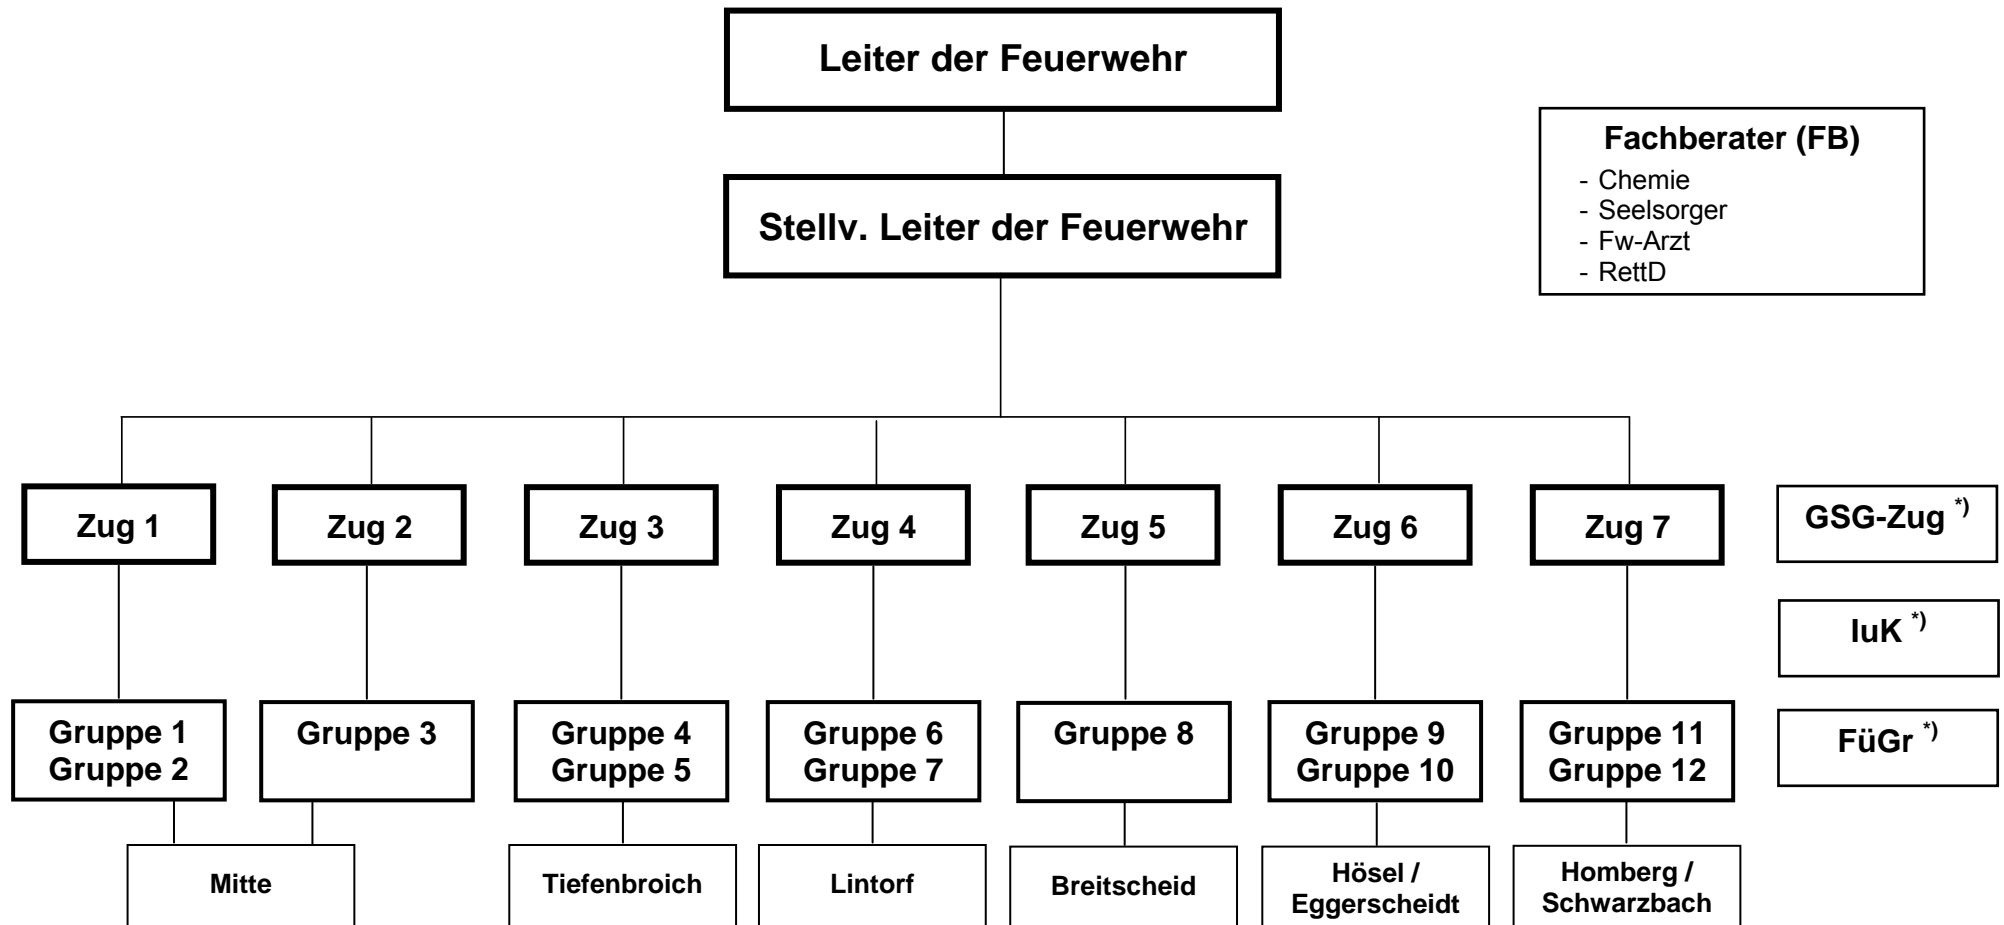 Leiter der Feuerwehr
Fachberater (FB)
- Chemie
- Seelsorger
- Fw-Arzt
- RettD
Stellv. Leiter der Feuerwehr
Zug 1
Zug 2
Zug 3
Zug 4
Zug 5
Zug 6
Zug 7
GSG-Zug *)
IuK *)
Gruppe 1
Gruppe 2
Gruppe 3
Gruppe 4
Gruppe 5
Gruppe 6
Gruppe 7
Gruppe 8
Gruppe 9
Gruppe 10
Gruppe 11
Gruppe 12
FüGr *)
Mitte
Tiefenbroich
Lintorf
Breitscheid
Hösel /
Eggerscheidt
Homberg /
Schwarzbach